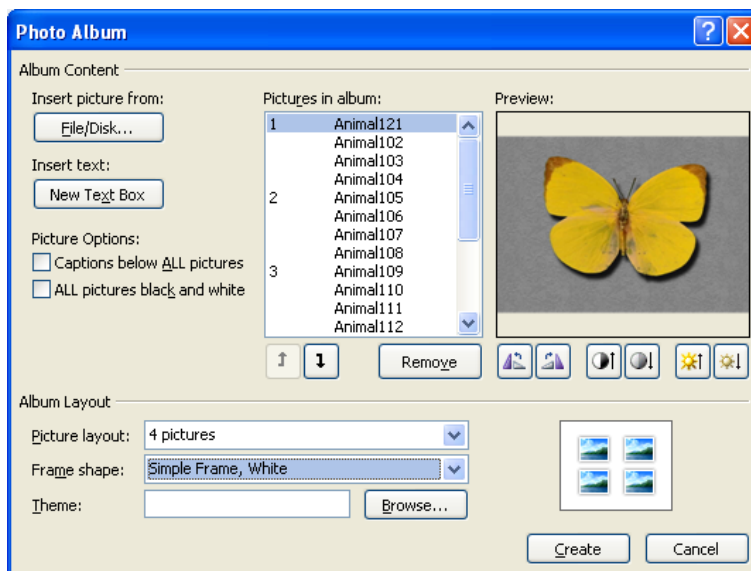 Photo Album
Album Content
Insert picture from:
File/Disk...
Insert text:
New Text Box
Picture Options:
Captions below ALL pictures
ALL pictures black and white
Pictures in album:
1 Animal121
Animal102
Animal103
Animal104
2 Animal105
Animal106
Animal107
Animal108
3 Animal109
Animal110
Animal111
Animal112
Remove
Preview:
Album Layout
Picture layout: 4 pictures
Frame shape: Simple Frame, White
Theme:
Browse...
Create
Cancel